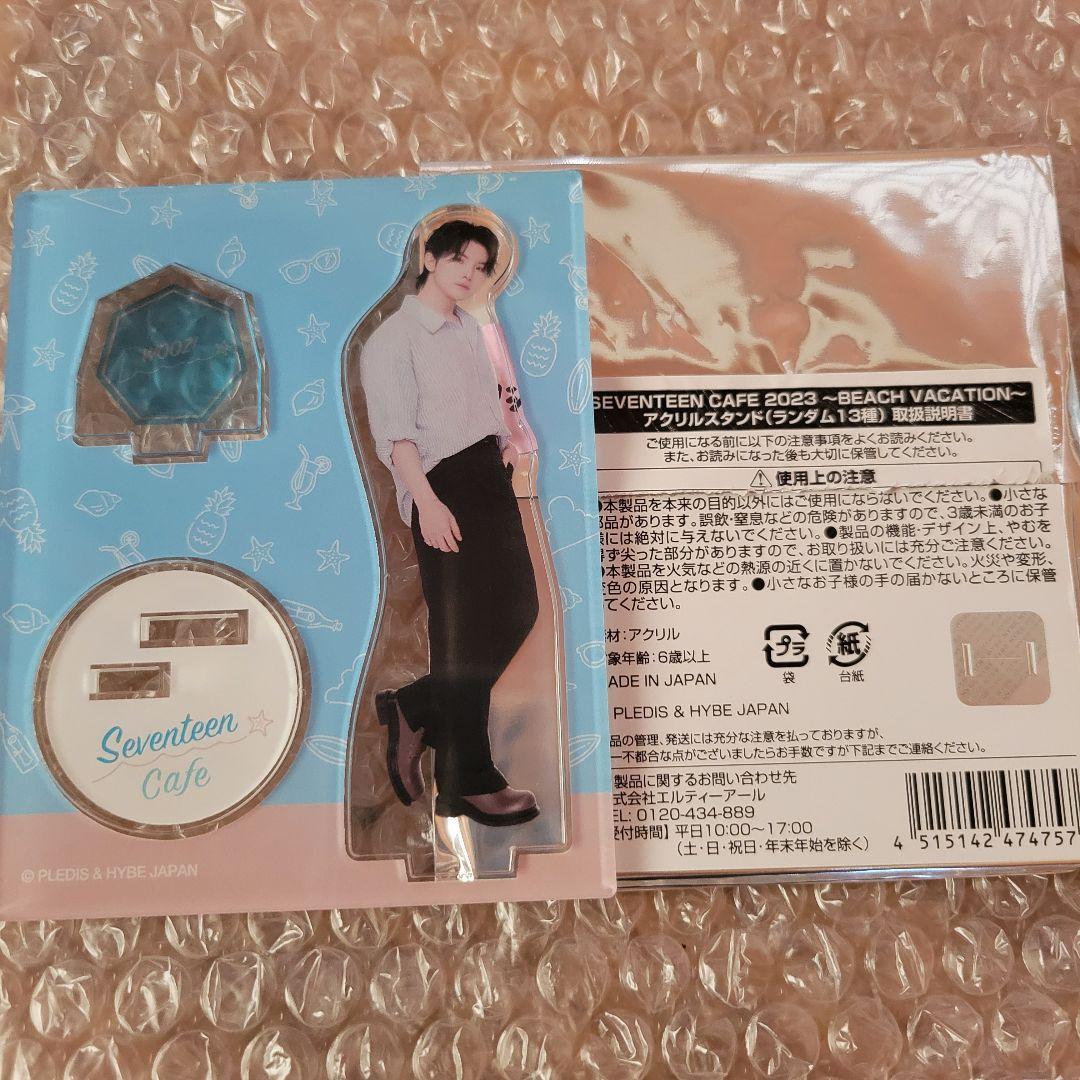 WOOZI
Seventeen
Cafe
© PLEDIS & HYBE JAPAN
SEVENTEEN CAFE 2023 ～BEACH VACATION～
アクリルスタンド(ランダム13種) 取扱説明書
ご使用になる前に以下の注意事項をよくお読みください。
また、お読みになった後も大切に保管してください。
使用上の注意
●本製品を本来の目的以外にはご使用にならないでください。●小さな
部品があります。誤飲・窒息などの危険がありますので、3歳未満のお子
様には絶対に与えないでください。●製品の機能・デザイン上、やむを
得ず尖った部分がありますので、お取り扱いには充分ご注意ください。
●本製品を火気などの熱源の近くに置かないでください。火災や変形、
変色の原因となります。●小さなお子様の手の届かないところに保管
してください。
素材:アクリル
対象年齢:6歳以上
MADE IN JAPAN
プラ
袋
紙
台紙
PLEDIS & HYBE JAPAN
品の管理、発送には充分な注意を払っておりますが、
一不都合な点がございましたらお手数ですが下記までご連絡ください。
製品に関するお問い合わせ先
式会社エルティーアール
TEL: 0120-434-889
受付時間】平日10:00～17:00
(土・日・祝日・年末年始を除く)
4 515142 474757